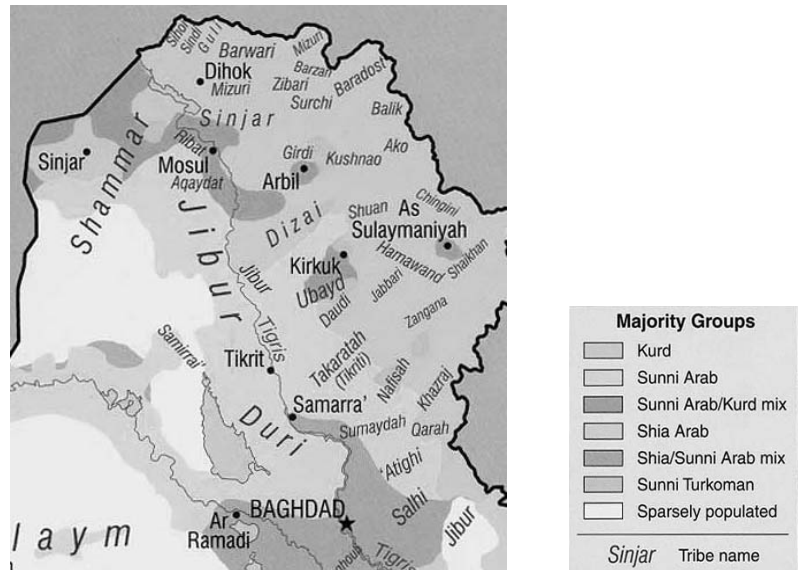 Sihoi
Sindi
Guli
Barwari
Mizuri
Dihok
Mizuri
Barzan
Zibari
Baradost
Surchi
Balik
Sinjar
Shammar
Ribat
Sinjar
Mosul
Aqaydat
Girdi
Kushnao
Ako
Arbil
Jibur
Dizai
Shuan
As
Sulaymaniyah
Chingini
Kirkuk
Hamawand
Shaikhan
Ubayd
Jabbari
Daudi
Zangana
Jibur
Tigris
Samirrai'
Tikrit
Takaratah
(Tikriti)
Nafisah
Khazraj
Samarra'
Duri
Sumaydah
Qarah
'Atighi
Salhi
BAGHDAD
Ar
Ramadi
Jibur
laym
Tigris
Majority Groups
Kurd
Sunni Arab
Sunni Arab/Kurd mix
Shia Arab
Shia/Sunni Arab mix
Sunni Turkoman
Sparsely populated
Sinjar Tribe name